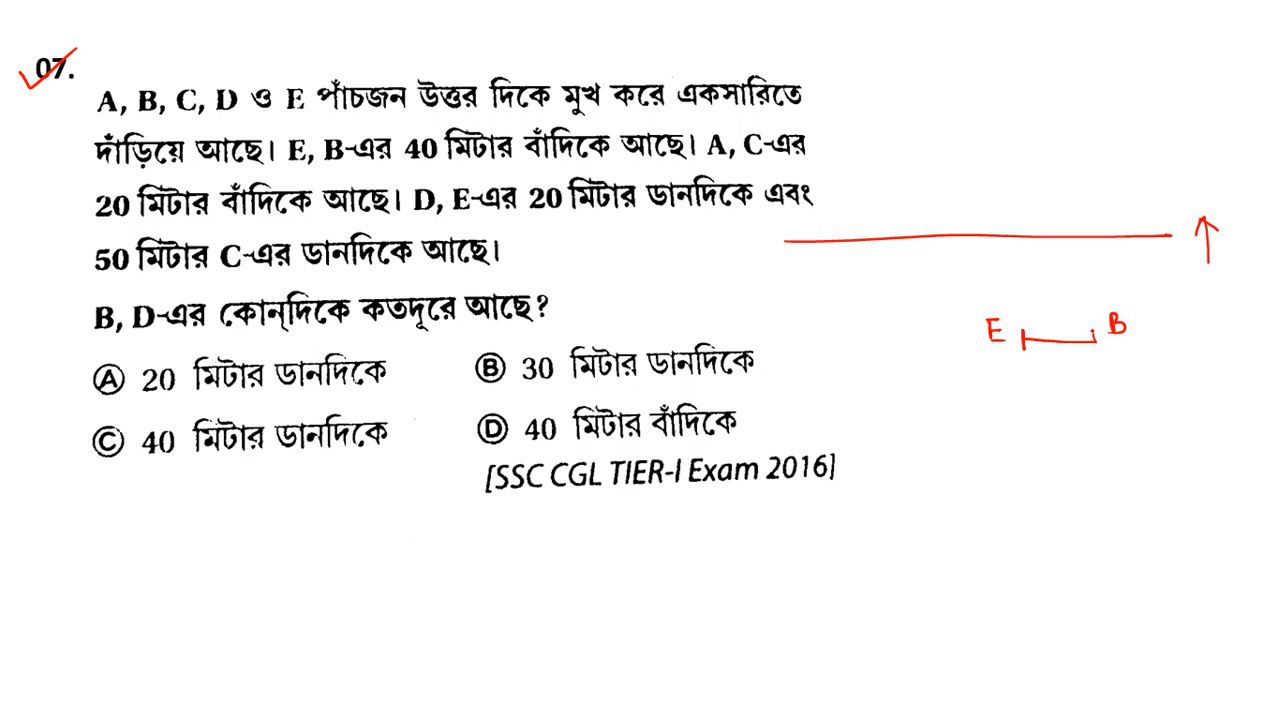 07.
A, B, C, D ও E পাঁচজন উত্তর দিকে মুখ করে একসারিতে
দাঁড়িয়ে আছে। E, B-এর 40 মিটার বাঁদিকে আছে। A, C-এর
20 মিটার বাঁদিকে আছে। D, E-এর 20 মিটার ডানদিকে এবং
50 মিটার C-এর ডানদিকে আছে।
B, D-এর কোন্‌দিকে কতদূরে আছে?
Ⓐ 20 মিটার ডানদিকে Ⓑ 30 মিটার ডানদিকে
Ⓒ 40 মিটার ডানদিকে Ⓓ 40 মিটার বাঁদিকে
[SSC CGL TIER-I Exam 2016]
E B